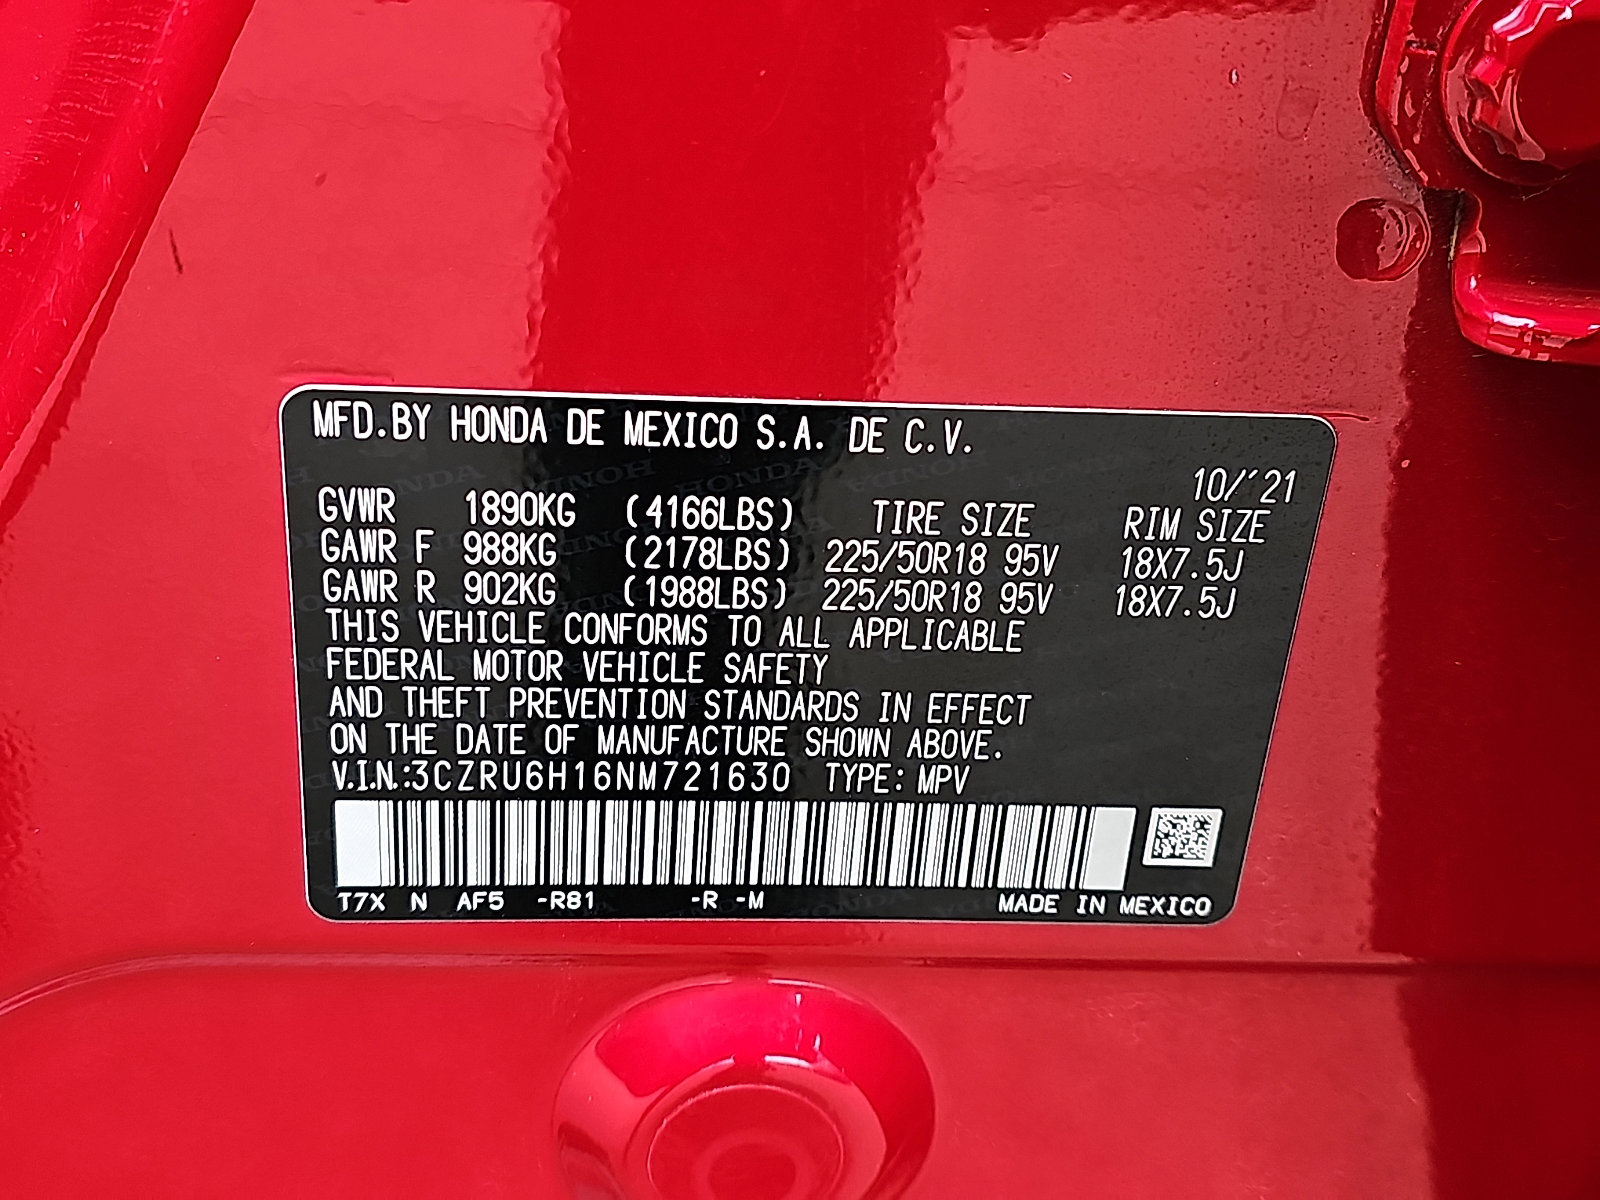 MFD.BY HONDA DE MEXICO S.A. DE C.V.
10/'21
GVWR 1890KG (4166LBS) TIRE SIZE RIM SIZE
GAWR F 988KG (2178LBS) 225/50R18 95V 18X7.5J
GAWR R 902KG (1988LBS) 225/50R18 95V 18X7.5J
THIS VEHICLE CONFORMS TO ALL APPLICABLE
FEDERAL MOTOR VEHICLE SAFETY
AND THEFT PREVENTION STANDARDS IN EFFECT
ON THE DATE OF MANUFACTURE SHOWN ABOVE.
V.I.N.:3CZRU6H16NM721630 TYPE: MPV
T7X N AF5 -R81 -R -M MADE IN MEXICO